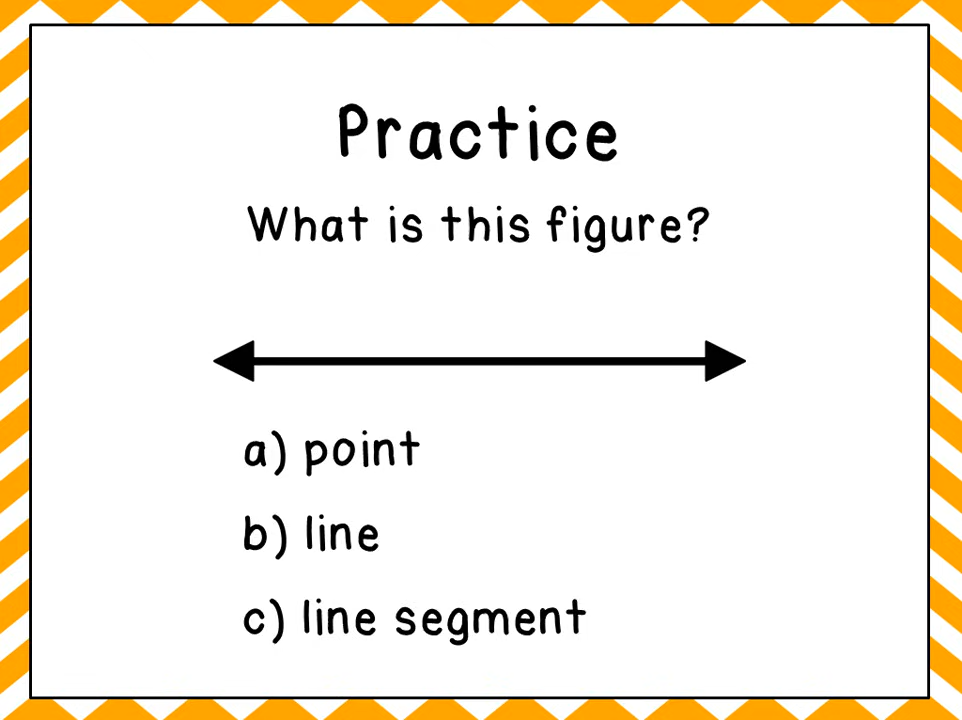 Practice
What is this figure?
a) point
b) line
c) line segment